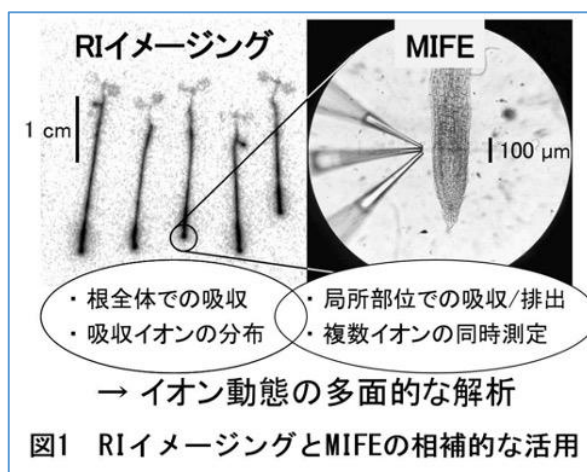 RIイメージング
MIFE
1 cm
100 μm
・根全体での吸収
・吸収イオンの分布
・局所部位での吸収/排出
・複数イオンの同時測定
→ イオン動態の多面的な解析
図1 RIイメージングとMIFEの相補的な活用